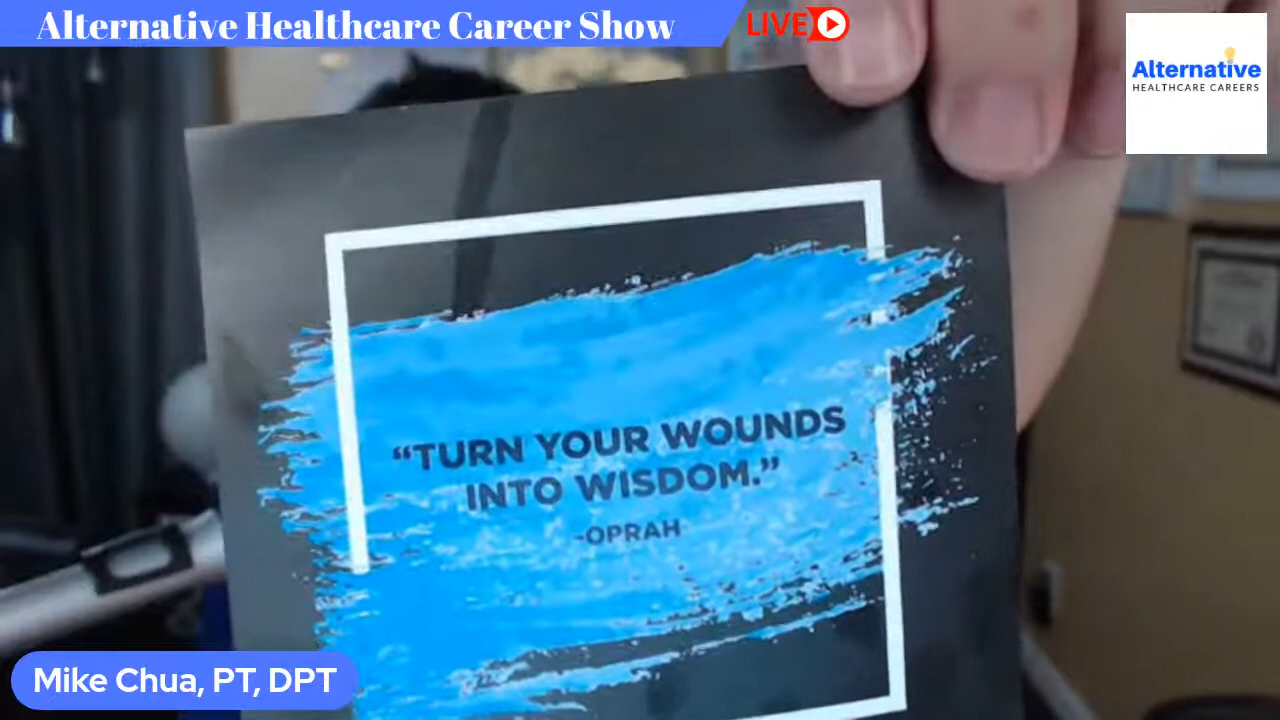 Alternative Healthcare Career Show
LIVE
Alternative
HEALTHCARE CAREERS
“TURN YOUR WOUNDS
INTO WISDOM.”
-OPRAH
Mike Chua, PT, DPT